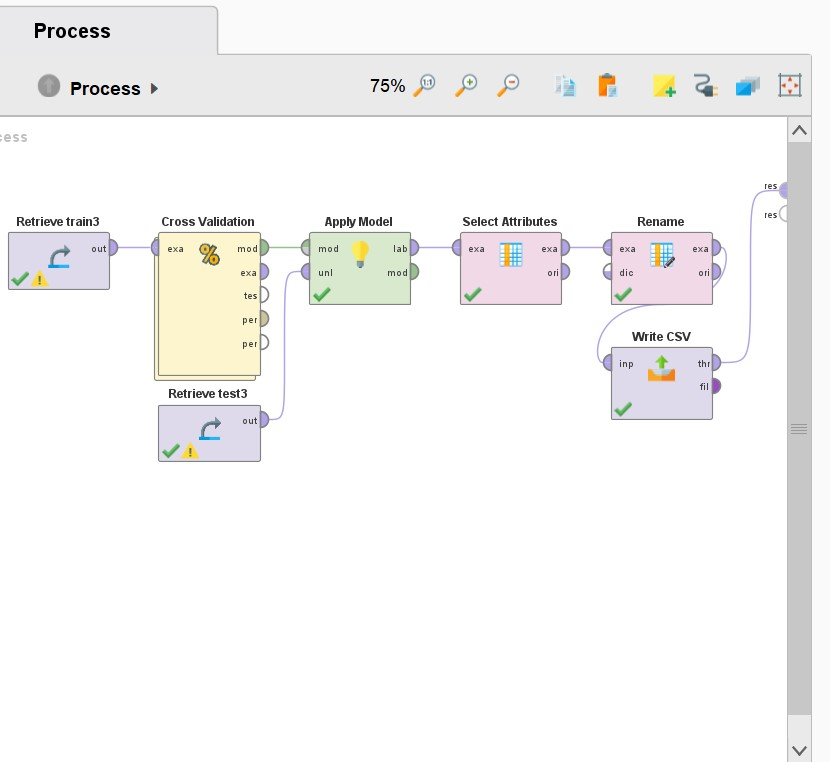 Process
Process
75%
1:1
cess
res
res
Retrieve train3
out
Cross Validation
exa
mod
exa
tes
per
per
Apply Model
mod
lab
unl
mod
Select Attributes
exa
exa
ori
Rename
exa
exa
dic
ori
Write CSV
inp
thr
fil
Retrieve test3
out